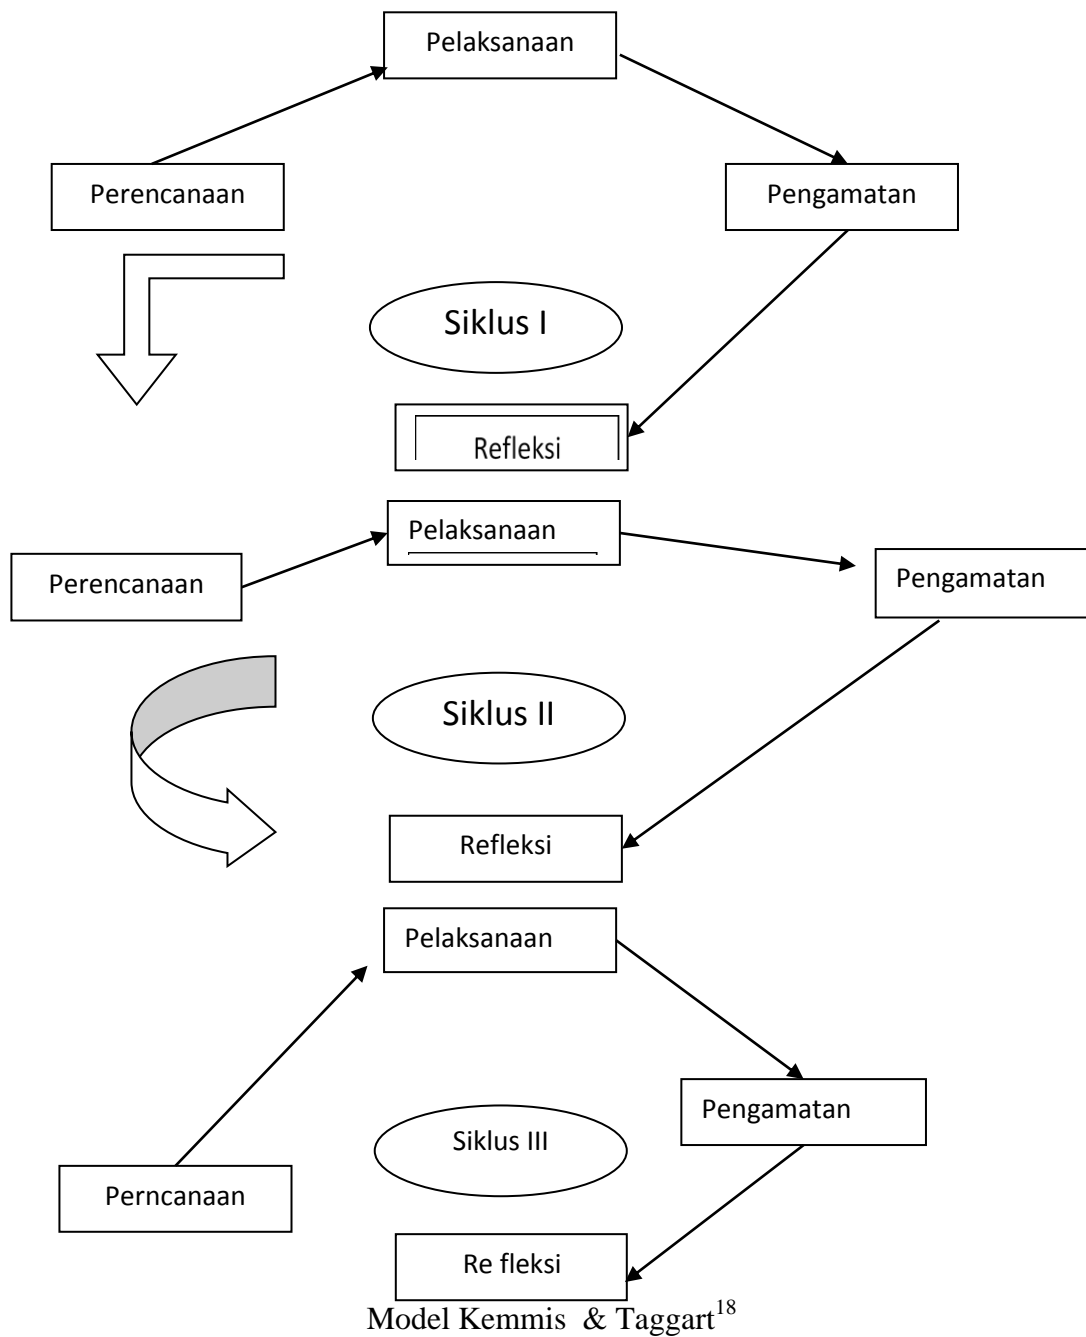 Pelaksanaan
Perencanaan
Pengamatan
Siklus I
Refleksi
Pelaksanaan
Perencanaan
Pengamatan
Siklus II
Refleksi
Pelaksanaan
Pengamatan
Siklus III
Perncanaan
Re fleksi
Model Kemmis & Taggart18